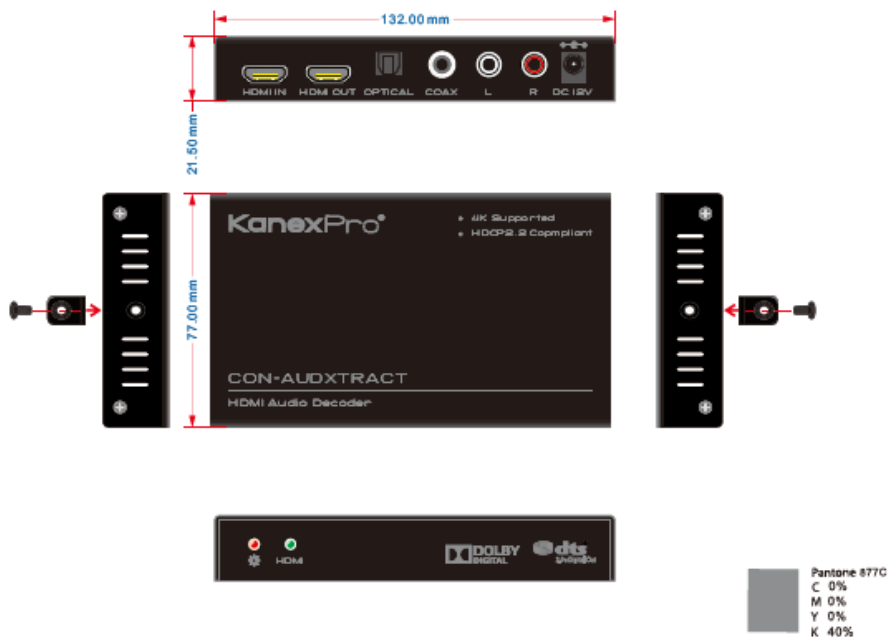 132.00 mm
21.50 mm
HDMI IN HDMI OUT OPTICAL COAX L R DC 12V
77.00 mm
KanexPro®
• 4K Supported
• HDCP2.2 Copmpliant
CON-AUDXTRACT
HDMI Audio Decoder
HDMI
DOLBY
DIGITAL
dts
Pantone 877C
C 0%
M 0%
Y 0%
K 40%